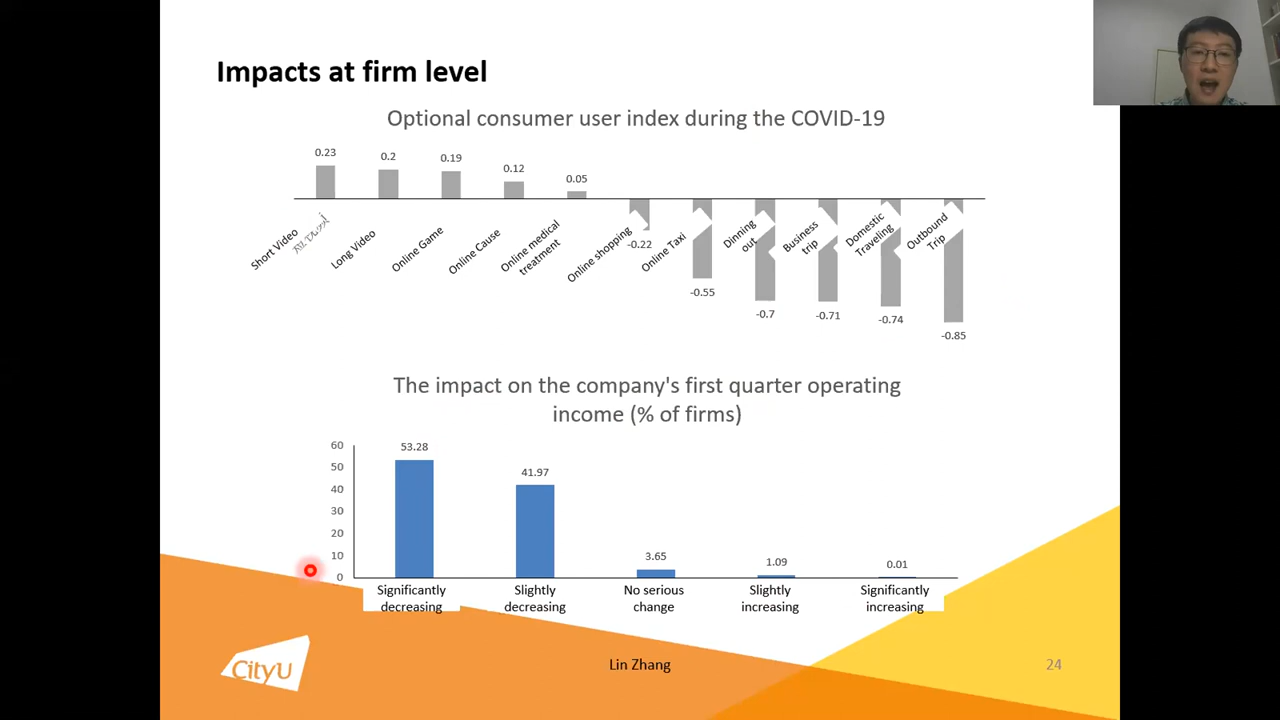 Impacts at firm level
Optional consumer user index during the COVID-19
0.23
0.2
0.19
0.12
0.05
-0.22
-0.55
-0.7
-0.71
-0.74
-0.85
Short Video
Long Video
Online Game
Online Cause
Online medical
treatment
Online shopping
Online Taxi
Dinning
out
Business
trip
Domestic
Traveling
Outbound
Trip
The impact on the company's first quarter operating
income (% of firms)
60
50
40
30
20
10
0
53.28
41.97
3.65
1.09
0.01
Significantly
decreasing
Slightly
decreasing
No serious
change
Slightly
increasing
Significantly
increasing
CityU
Lin Zhang
24